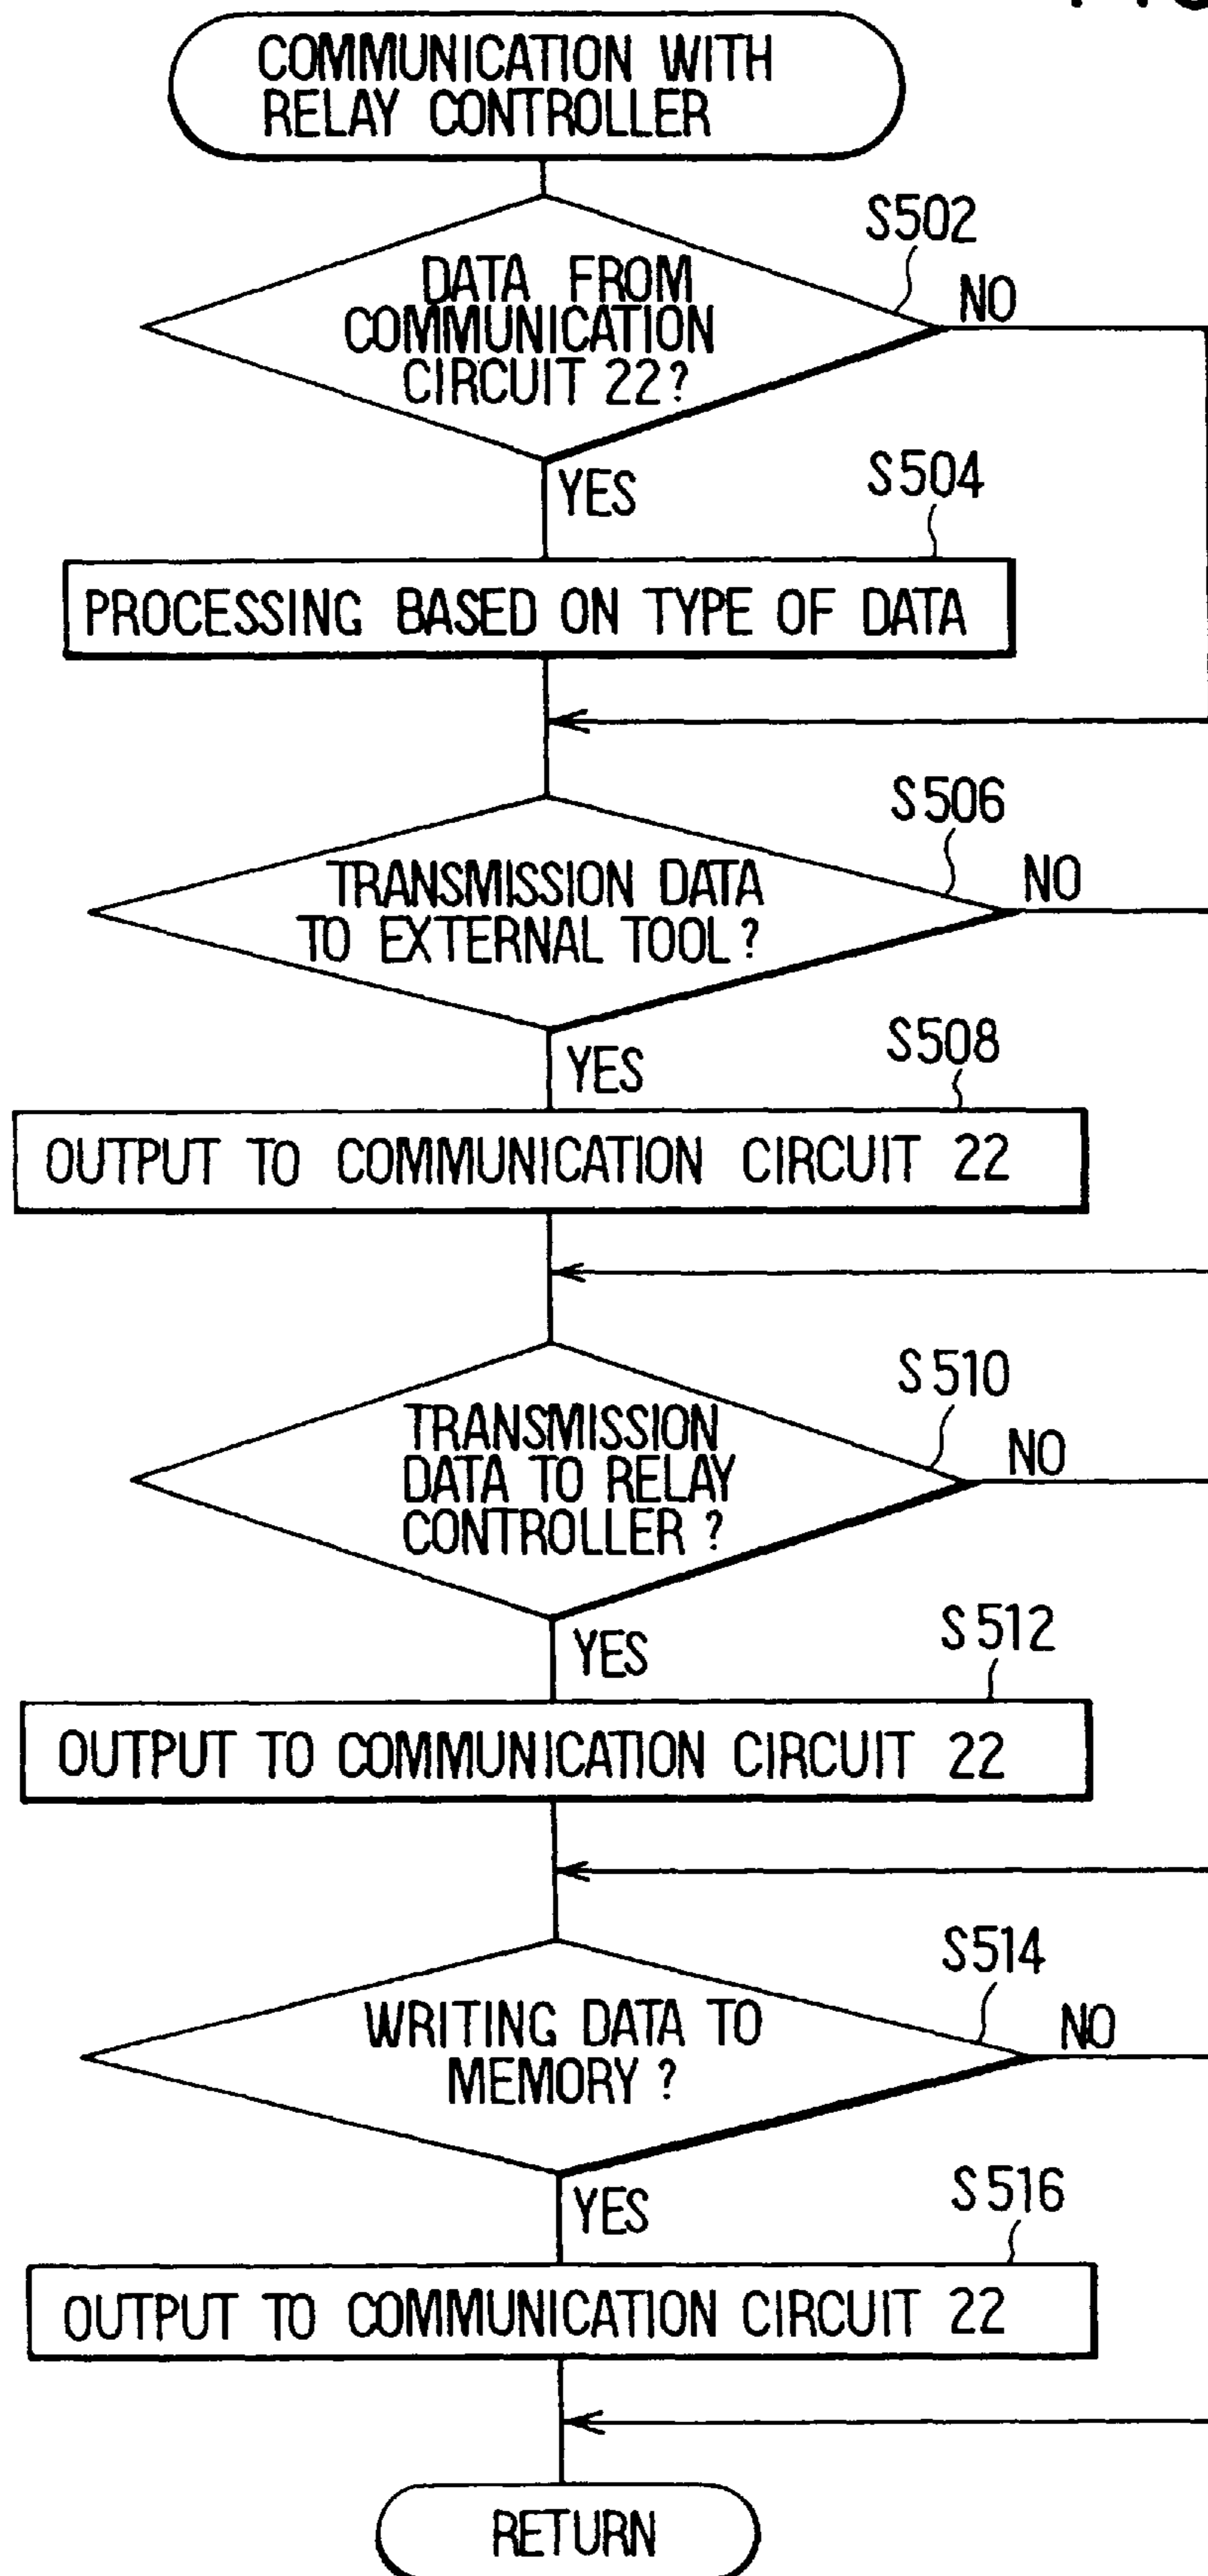 COMMUNICATION WITH
RELAY CONTROLLER
S502
DATA FROM
COMMUNICATION
CIRCUIT 22?
NO
YES
S504
PROCESSING BASED ON TYPE OF DATA
S506
TRANSMISSION DATA
TO EXTERNAL TOOL?
NO
YES
S508
OUTPUT TO COMMUNICATION CIRCUIT 22
S510
TRANSMISSION
DATA TO RELAY
CONTROLLER ?
NO
YES
S512
OUTPUT TO COMMUNICATION CIRCUIT 22
S514
WRITING DATA TO
MEMORY ?
NO
YES
S516
OUTPUT TO COMMUNICATION CIRCUIT 22
RETURN